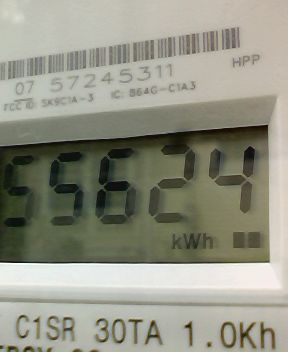 07 57245311 HPP
FCC ID: SK9C1A-3 IC: 864G-C1A3
55624
kWh
C1SR 30TA 1.0Kh